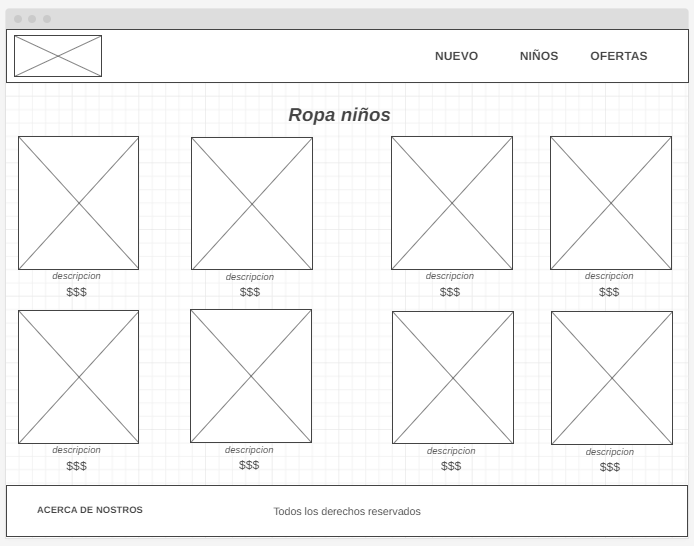 NUEVO NIÑOS OFERTAS
Ropa niños
descripcion descripcion descripcion descripcion
$$$ $$$ $$$ $$$
descripcion descripcion descripcion descripcion
$$$ $$$ $$$ $$$
ACERCA DE NOSTROS Todos los derechos reservados